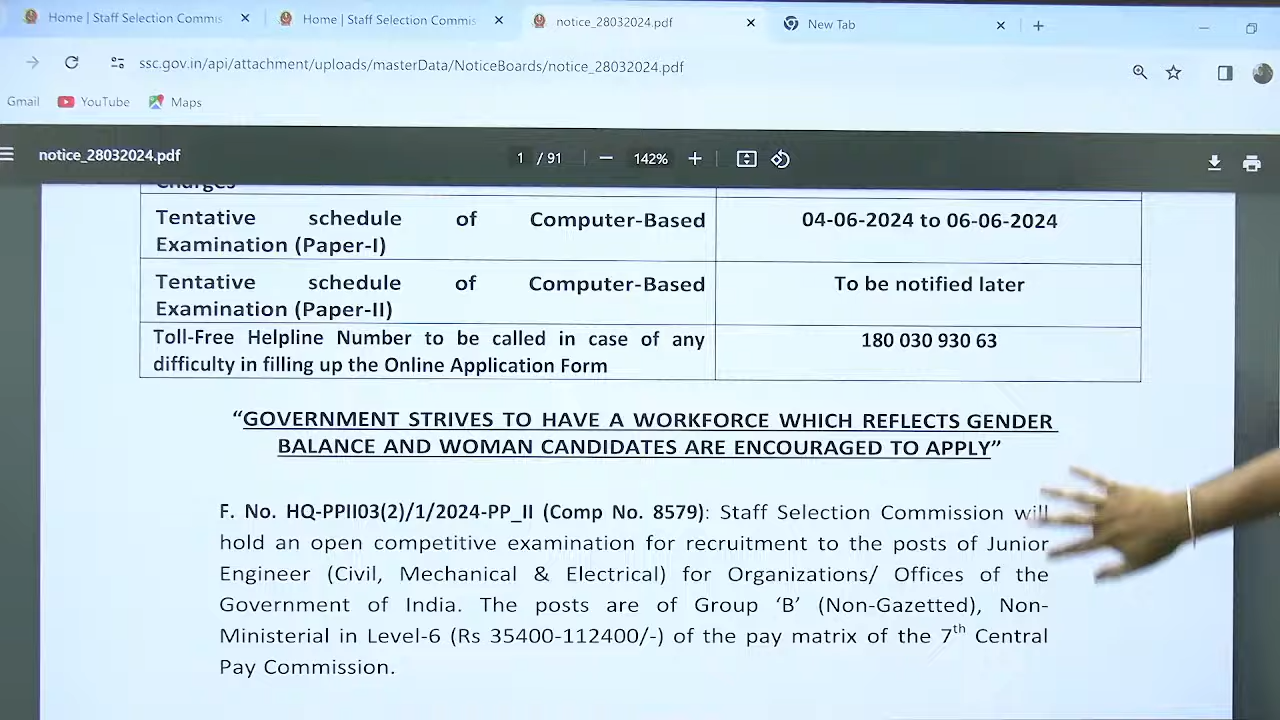 Home | Staff Selection Commis
Home | Staff Selection Commis
notice_28032024.pdf
New Tab
ssc.gov.in/api/attachment/uploads/masterData/NoticeBoards/notice_28032024.pdf
Gmail
YouTube
Maps
notice_28032024.pdf
1 / 91
142%
Charges
Tentative schedule of Computer-Based
Examination (Paper-I)
04-06-2024 to 06-06-2024
Tentative schedule of Computer-Based
Examination (Paper-II)
To be notified later
Toll-Free Helpline Number to be called in case of any
difficulty in filling up the Online Application Form
180 030 930 63
“GOVERNMENT STRIVES TO HAVE A WORKFORCE WHICH REFLECTS GENDER
BALANCE AND WOMAN CANDIDATES ARE ENCOURAGED TO APPLY”
F. No. HQ-PPII03(2)/1/2024-PP_II (Comp No. 8579): Staff Selection Commission will
hold an open competitive examination for recruitment to the posts of Junior
Engineer (Civil, Mechanical & Electrical) for Organizations/ Offices of the
Government of India. The posts are of Group ‘B’ (Non-Gazetted), Non-
Ministerial in Level-6 (Rs 35400-112400/-) of the pay matrix of the 7th Central
Pay Commission.